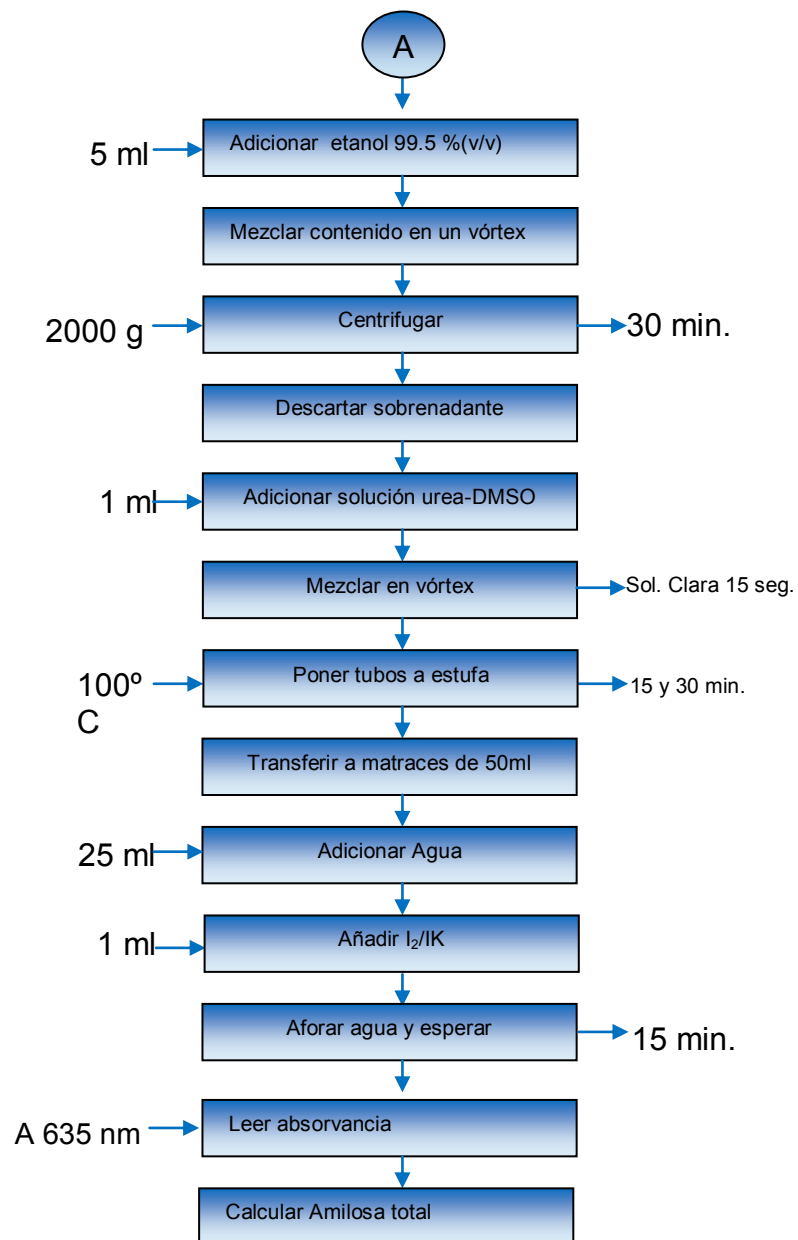 A
5 ml
Adicionar etanol 99.5 %(v/v)
Mezclar contenido en un vórtex
2000 g
Centrifugar
30 min.
Descartar sobrenadante
1 ml
Adicionar solución urea-DMSO
Mezclar en vórtex
Sol. Clara 15 seg.
100º
C
Poner tubos a estufa
15 y 30 min.
Transferir a matraces de 50ml
25 ml
Adicionar Agua
1 ml
Añadir I₂/IK
Aforar agua y esperar
15 min.
A 635 nm
Leer absorvancia
Calcular Amilosa total